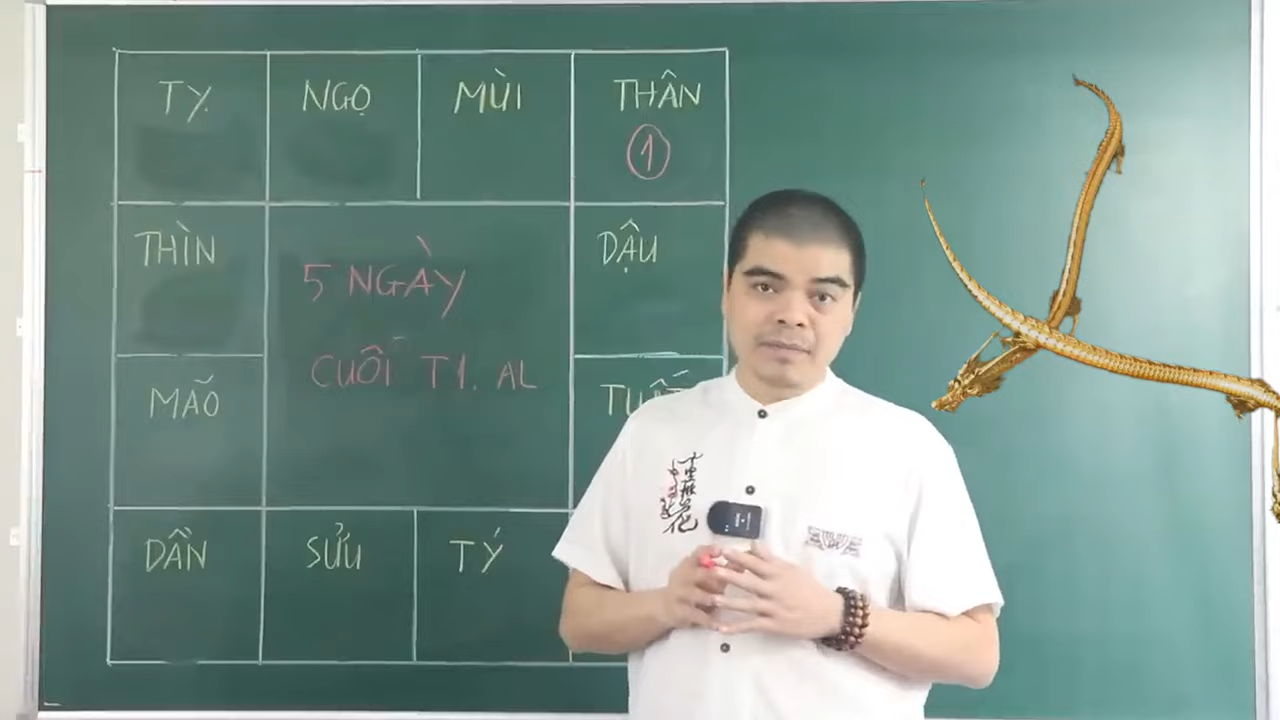 TỴ
NGỌ
MÙI
THÂN
1
THÌN
DẬU
5 NGÀY
CUỐI T1. AL
MÃO
DẦN
SỬU
TÝ